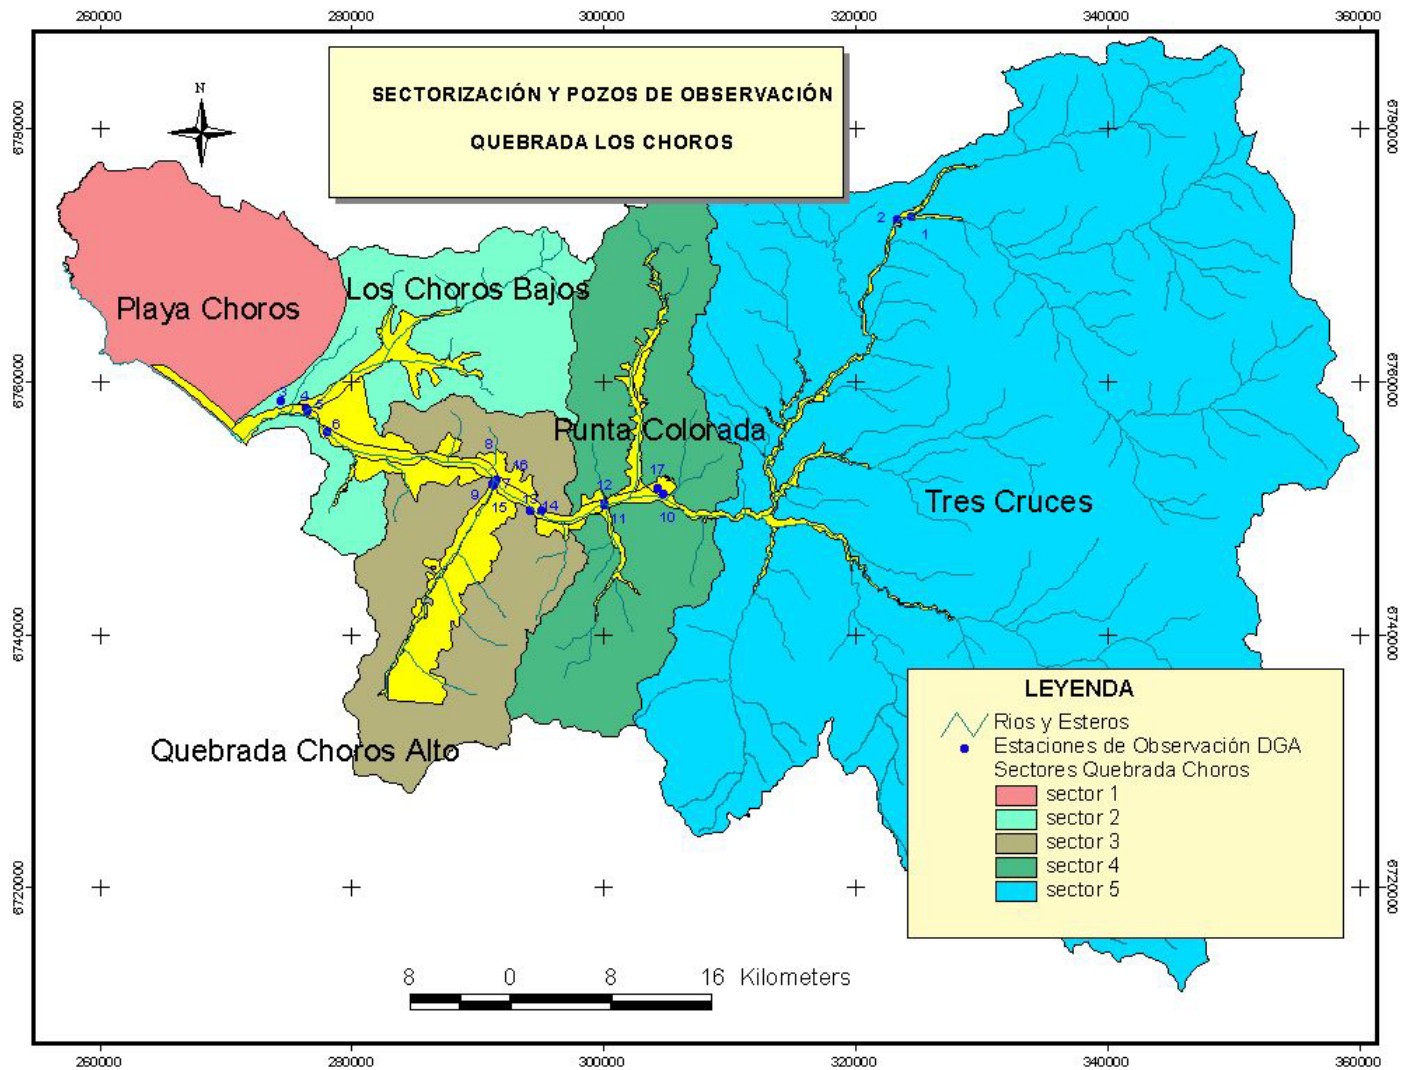 260000 280000 300000 320000 340000 360000
SECTORIZACIÓN Y POZOS DE OBSERVACIÓN
QUEBRADA LOS CHOROS
N
6780000 6780000
2
1
Los Choros Bajos
Playa Choros
6760000 6760000
3
4
5
6
Punta Colorada
8
16
17
9
7
12
Tres Cruces
15
13
14
11
10
6740000 6740000
Quebrada Choros Alto
LEYENDA
Rios y Esteros
Estaciones de Observación DGA
Sectores Quebrada Choros
sector 1
sector 2
sector 3
sector 4
sector 5
6720000 6720000
8 0 8 16 Kilometers
260000 280000 300000 320000 340000 360000